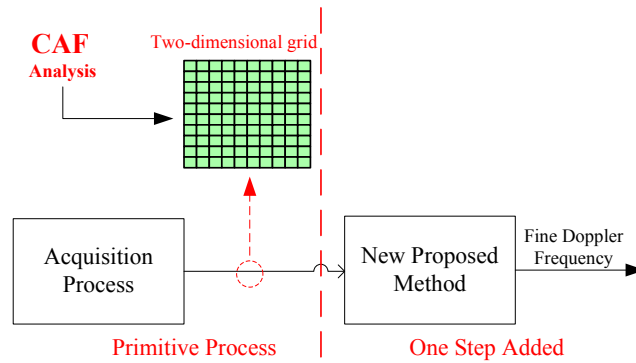 CAF
Analysis
Two-dimensional grid
Acquisition
Process
New Proposed
Method
Fine Doppler
Frequency
Primitive Process
One Step Added